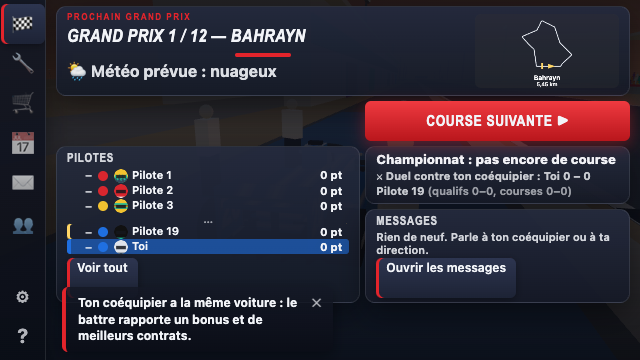 PROCHAIN GRAND PRIX
GRAND PRIX 1 / 12 — BAHRAYN
Météo prévue : nuageux
Bahrayn
5,45 km
COURSE SUIVANTE
PILOTES
– Pilote 1 0 pt
– Pilote 2 0 pt
– Pilote 3 0 pt
...
– Pilote 19 0 pt
– Toi 0 pt
Voir tout
Championnat : pas encore de course
× Duel contre ton coéquipier : Toi 0 – 0
Pilote 19 (qualifs 0–0, courses 0–0)
MESSAGES
Rien de neuf. Parle à ton coéquipier ou à ta
direction.
Ouvrir les messages
Ton coéquipier a la même voiture : le
battre rapporte un bonus et de
meilleurs contrats.
17
?